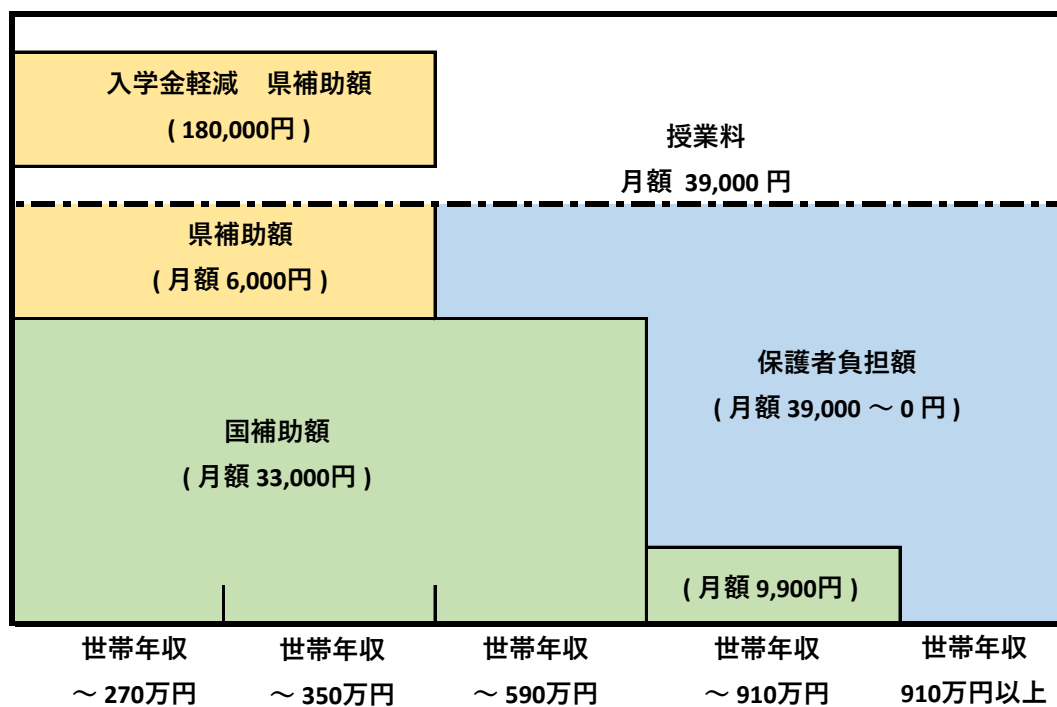 入学金軽減　県補助額
( 180,000円 )
授業料
月額 39,000 円
県補助額
( 月額 6,000円 )
保護者負担額
( 月額 39,000 ～ 0 円 )
国補助額
( 月額 33,000円 )
( 月額 9,900円 )
世帯年収
～ 270万円
世帯年収
～ 350万円
世帯年収
～ 590万円
世帯年収
～ 910万円
世帯年収
910万円以上